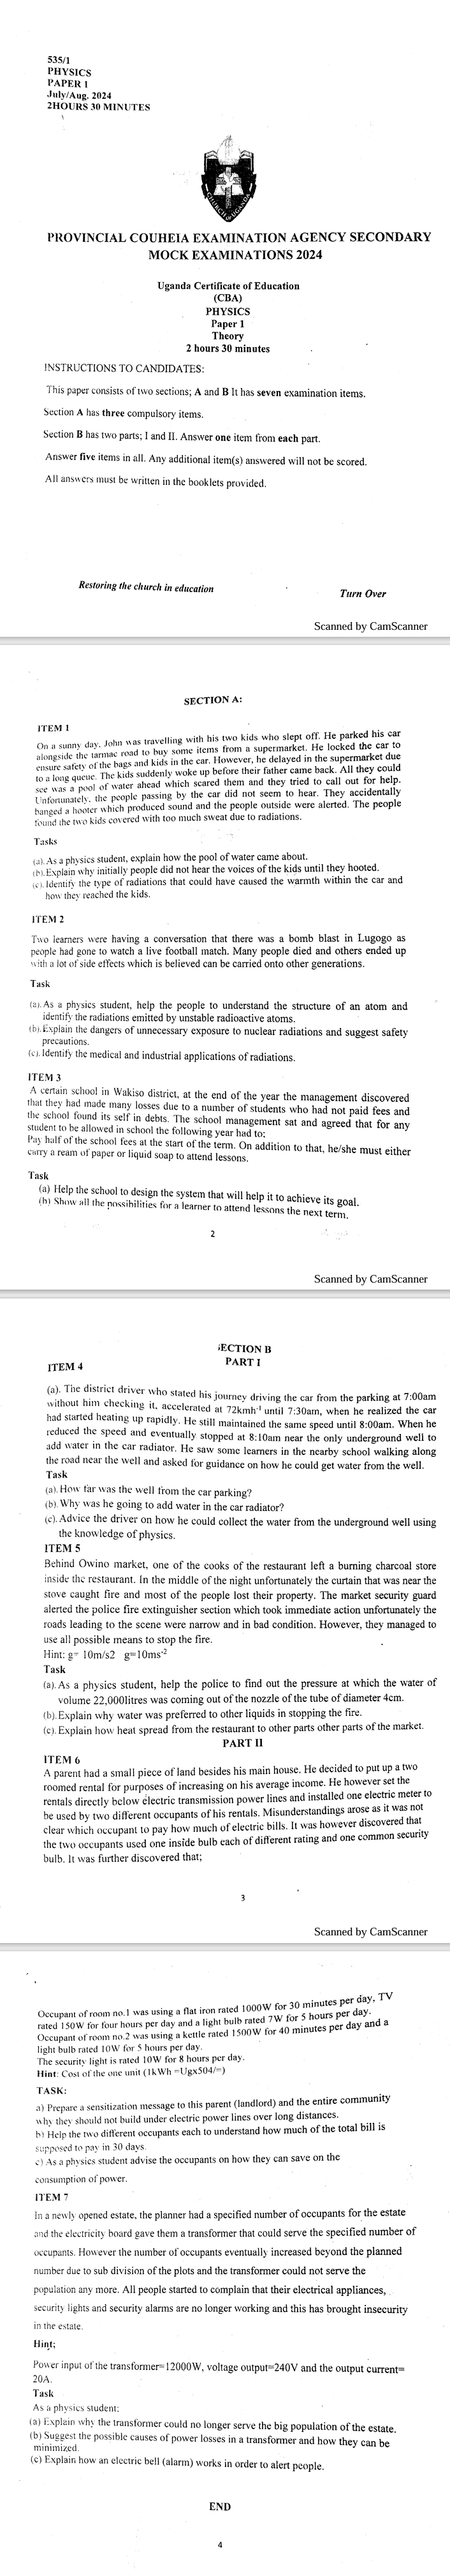 535/1
PHYSICS
PAPER 1
July/Aug. 2024
2HOURS 30 MINUTES
CHURCH OF UGANDA
PROVINCIAL COUHEIA EXAMINATION AGENCY SECONDARY
MOCK EXAMINATIONS 2024
Uganda Certificate of Education
(CBA)
PHYSICS
Paper 1
Theory
2 hours 30 minutes
INSTRUCTIONS TO CANDIDATES:
This paper consists of two sections; A and B It has seven examination items.
Section A has three compulsory items.
Section B has two parts; I and II. Answer one item from each part.
Answer five items in all. Any additional item(s) answered will not be scored.
All answers must be written in the booklets provided.
Restoring the church in education
Turn Over
Scanned by CamScanner
SECTION A:
ITEM 1
On a sunny day, John was travelling with his two kids who slept off. He parked his car
alongside the tarmac road to buy some items from a supermarket. He locked the car to
ensure safety of the bags and kids in the car. However, he delayed in the supermarket due
to a long queue. The kids suddenly woke up before their father came back. All they could
see was a pool of water ahead which scared them and they tried to call out for help.
Unfortunately, the people passing by the car did not seem to hear. They accidentally
banged a hooter which produced sound and the people outside were alerted. The people
found the two kids covered with too much sweat due to radiations.
Tasks
(a). As a physics student, explain how the pool of water came about.
(b). Explain why initially people did not hear the voices of the kids until they hooted.
(c). Identify the type of radiations that could have caused the warmth within the car and
how they reached the kids.
ITEM 2
Two learners were having a conversation that there was a bomb blast in Lugogo as
people had gone to watch a live football match. Many people died and others ended up
with a lot of side effects which is believed can be carried onto other generations.
Task
(a). As a physics student, help the people to understand the structure of an atom and
identify the radiations emitted by unstable radioactive atoms.
(b). Explain the dangers of unnecessary exposure to nuclear radiations and suggest safety
precautions.
(c). Identify the medical and industrial applications of radiations.
ITEM 3
A certain school in Wakiso district, at the end of the year the management discovered
that they had made many losses due to a number of students who had not paid fees and
the school found its self in debts. The school management sat and agreed that for any
student to be allowed in school the following year had to;
Pay half of the school fees at the start of the term. On addition to that, he/she must either
carry a ream of paper or liquid soap to attend lessons.
Task
(a) Help the school to design the system that will help it to achieve its goal.
(b) Show all the possibilities for a learner to attend lessons the next term.
2
Scanned by CamScanner
SECTION B
PART I
ITEM 4
(a). The district driver who stated his journey driving the car from the parking at 7:00am
without him checking it, accelerated at 72kmh-1 until 7:30am, when he realized the car
had started heating up rapidly. He still maintained the same speed until 8:00am. When he
reduced the speed and eventually stopped at 8:10am near the only underground well to
add water in the car radiator. He saw some learners in the nearby school walking along
the road near the well and asked for guidance on how he could get water from the well.
Task
(a). How far was the well from the car parking?
(b). Why was he going to add water in the car radiator?
(c). Advice the driver on how he could collect the water from the underground well using
the knowledge of physics.
ITEM 5
Behind Owino market, one of the cooks of the restaurant left a burning charcoal store
inside the restaurant. In the middle of the night unfortunately the curtain that was near the
stove caught fire and most of the people lost their property. The market security guard
alerted the police fire extinguisher section which took immediate action unfortunately the
roads leading to the scene were narrow and in bad condition. However, they managed to
use all possible means to stop the fire.
Hint: g= 10m/s2 g=10ms-2
Task
(a). As a physics student, help the police to find out the pressure at which the water of
volume 22,000litres was coming out of the nozzle of the tube of diameter 4cm.
(b). Explain why water was preferred to other liquids in stopping the fire.
(c). Explain how heat spread from the restaurant to other parts other parts of the market.
PART II
ITEM 6
A parent had a small piece of land besides his main house. He decided to put up a two
roomed rental for purposes of increasing on his average income. He however set the
rentals directly below electric transmission power lines and installed one electric meter to
be used by two different occupants of his rentals. Misunderstandings arose as it was not
clear which occupant to pay how much of electric bills. It was however discovered that
the two occupants used one inside bulb each of different rating and one common security
bulb. It was further discovered that;
3
Scanned by CamScanner
Occupant of room no.1 was using a flat iron rated 1000W for 30 minutes per day, TV
rated 150W for four hours per day and a light bulb rated 7W for 5 hours per day.
Occupant of room no.2 was using a kettle rated 1500W for 40 minutes per day and a
light bulb rated 10W for 5 hours per day.
The security light is rated 10W for 8 hours per day.
Hint: Cost of the one unit (1kWh =Ugx504/=)
TASK:
a) Prepare a sensitization message to this parent (landlord) and the entire community
why they should not build under electric power lines over long distances.
b) Help the two different occupants each to understand how much of the total bill is
supposed to pay in 30 days.
c) As a physics student advise the occupants on how they can save on the
consumption of power.
ITEM 7
In a newly opened estate, the planner had a specified number of occupants for the estate
and the electricity board gave them a transformer that could serve the specified number of
occupants. However the number of occupants eventually increased beyond the planned
number due to sub division of the plots and the transformer could not serve the
population any more. All people started to complain that their electrical appliances,
security lights and security alarms are no longer working and this has brought insecurity
in the estate.
Hint;
Power input of the transformer=12000W, voltage output=240V and the output current=
20A.
Task
As a physics student:
(a) Explain why the transformer could no longer serve the big population of the estate.
(b) Suggest the possible causes of power losses in a transformer and how they can be
minimized.
(c) Explain how an electric bell (alarm) works in order to alert people.
END
4